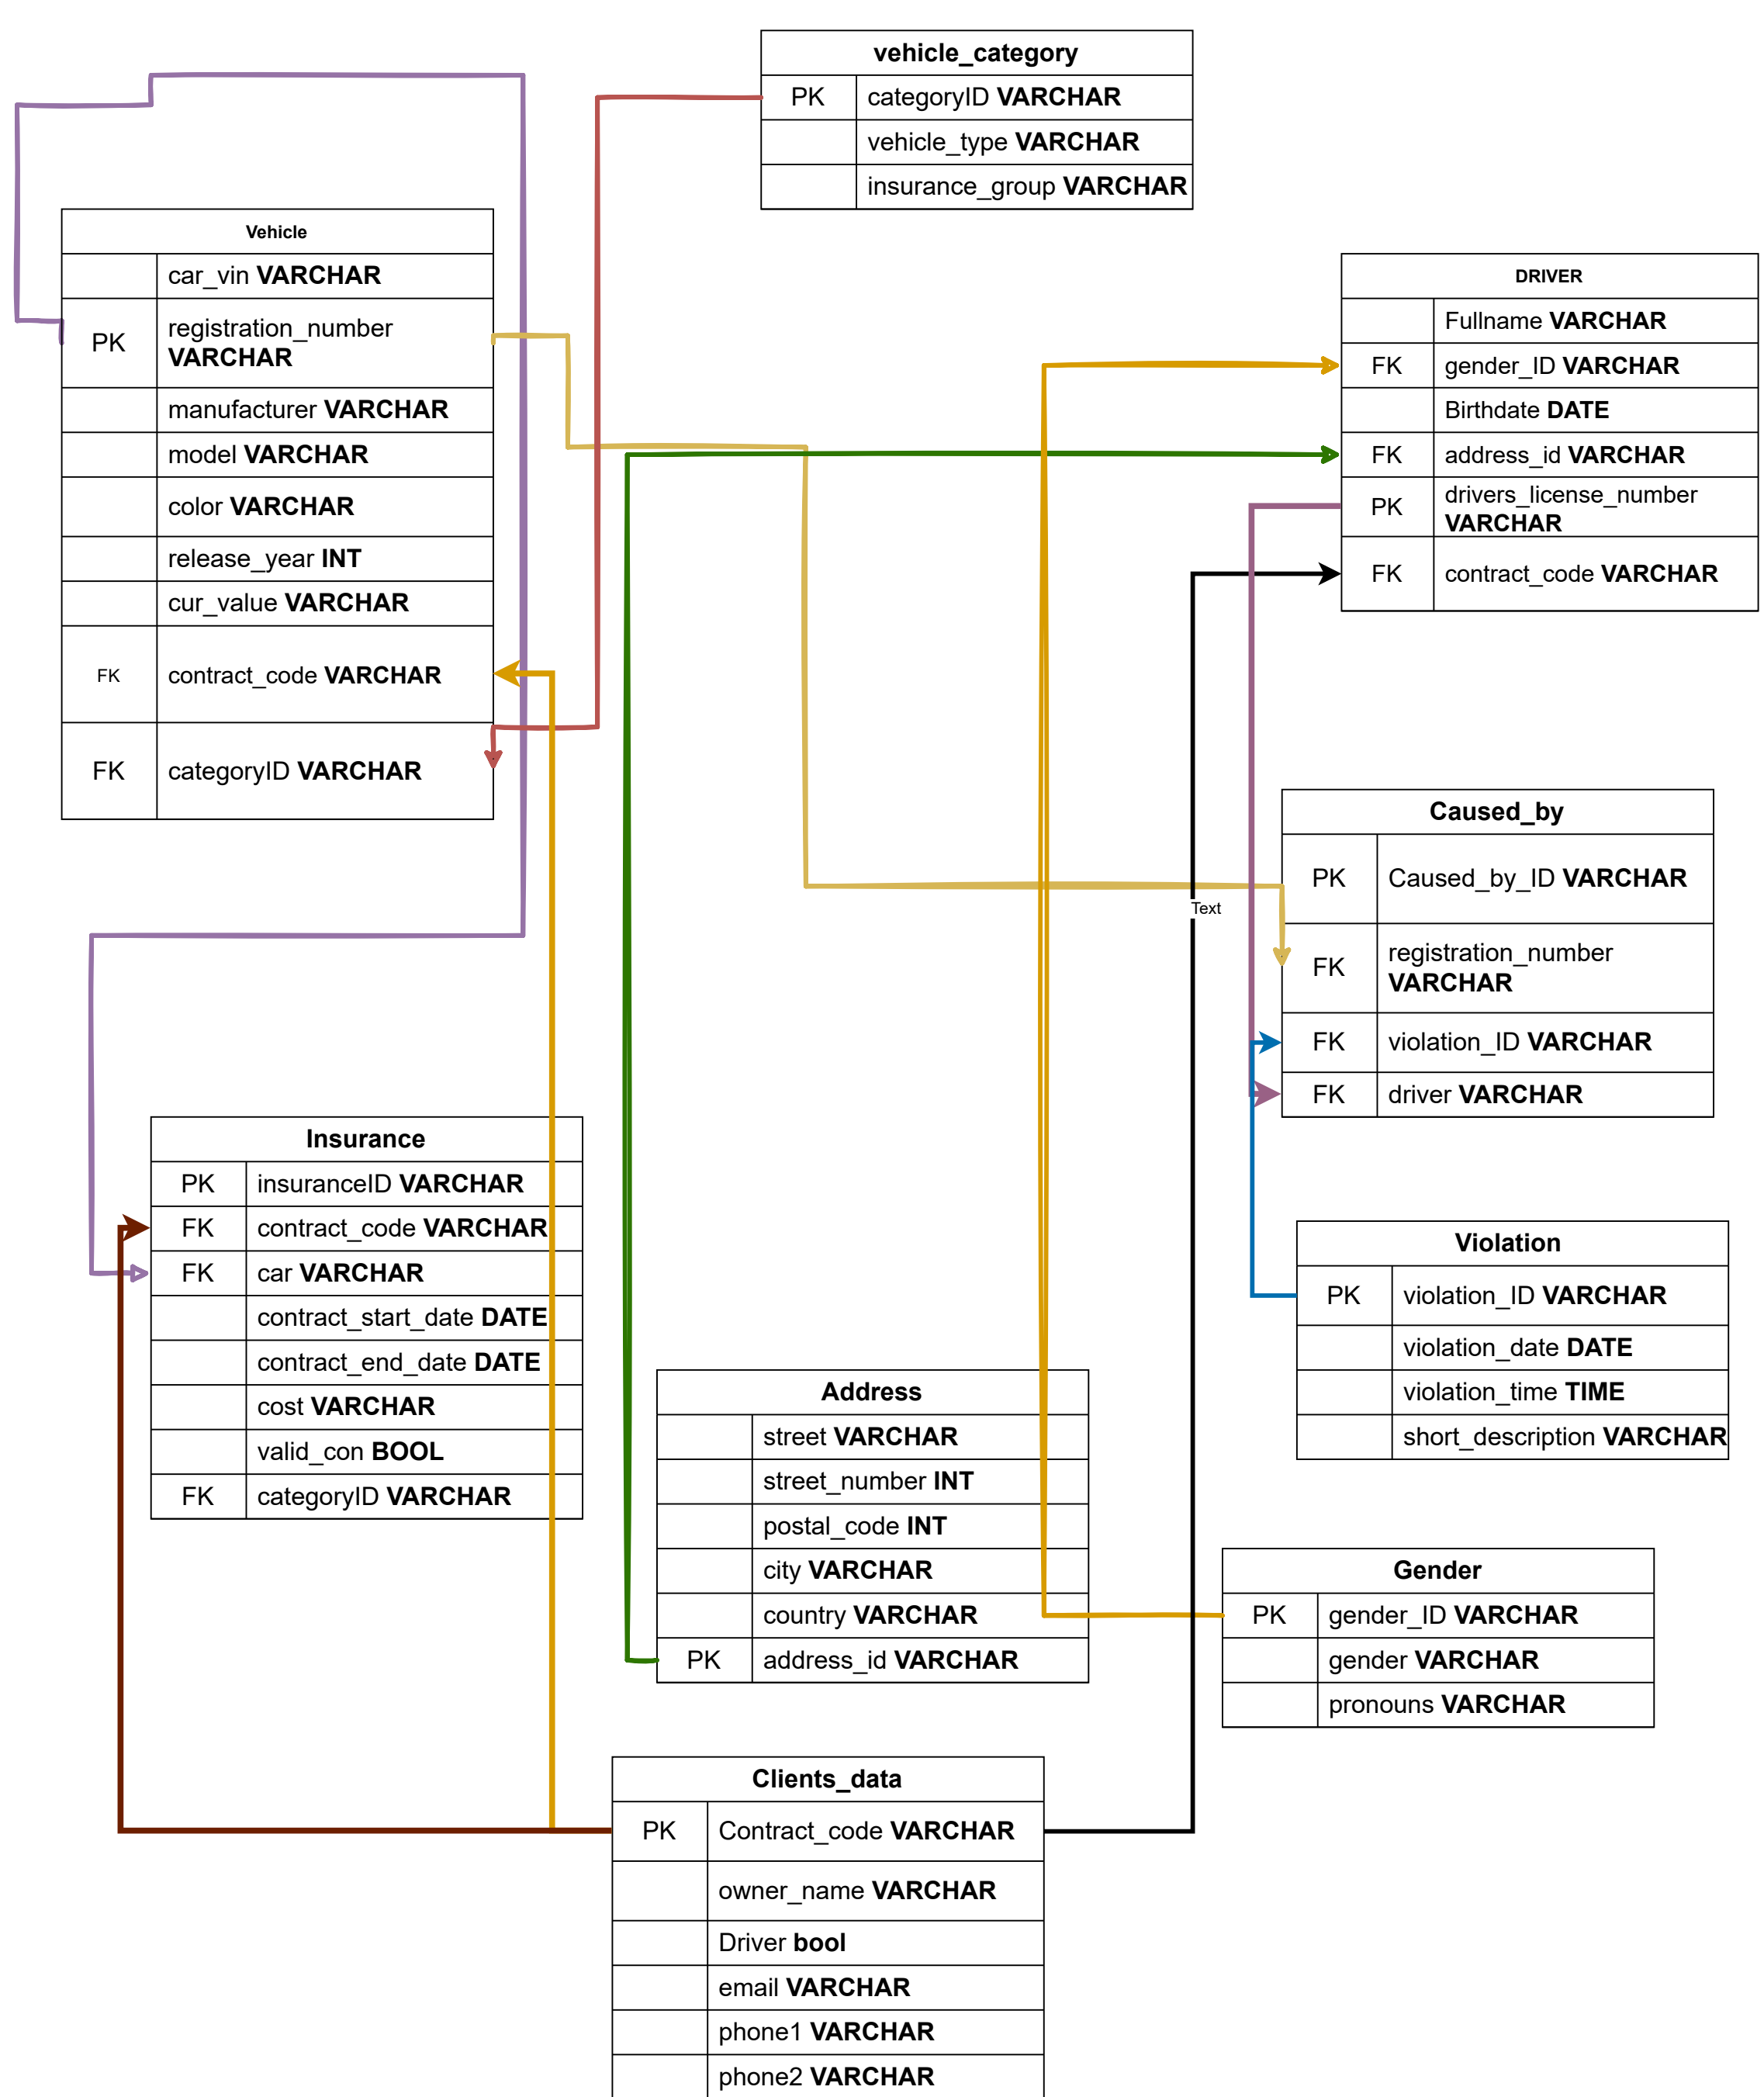 vehicle_category
PK categoryID VARCHAR
vehicle_type VARCHAR
insurance_group VARCHAR
Vehicle
car_vin VARCHAR
PK registration_number
VARCHAR
manufacturer VARCHAR
model VARCHAR
color VARCHAR
release_year INT
cur_value VARCHAR
FK contract_code VARCHAR
FK categoryID VARCHAR
DRIVER
Fullname VARCHAR
FK gender_ID VARCHAR
Birthdate DATE
FK address_id VARCHAR
PK drivers_license_number
VARCHAR
FK contract_code VARCHAR
Caused_by
PK Caused_by_ID VARCHAR
FK registration_number
VARCHAR
FK violation_ID VARCHAR
FK driver VARCHAR
Text
Insurance
PK insuranceID VARCHAR
FK contract_code VARCHAR
FK car VARCHAR
contract_start_date DATE
contract_end_date DATE
cost VARCHAR
valid_con BOOL
FK categoryID VARCHAR
Violation
PK violation_ID VARCHAR
violation_date DATE
violation_time TIME
short_description VARCHAR
Address
street VARCHAR
street_number INT
postal_code INT
city VARCHAR
country VARCHAR
PK address_id VARCHAR
Gender
PK gender_ID VARCHAR
gender VARCHAR
pronouns VARCHAR
Clients_data
PK Contract_code VARCHAR
owner_name VARCHAR
Driver bool
email VARCHAR
phone1 VARCHAR
phone2 VARCHAR